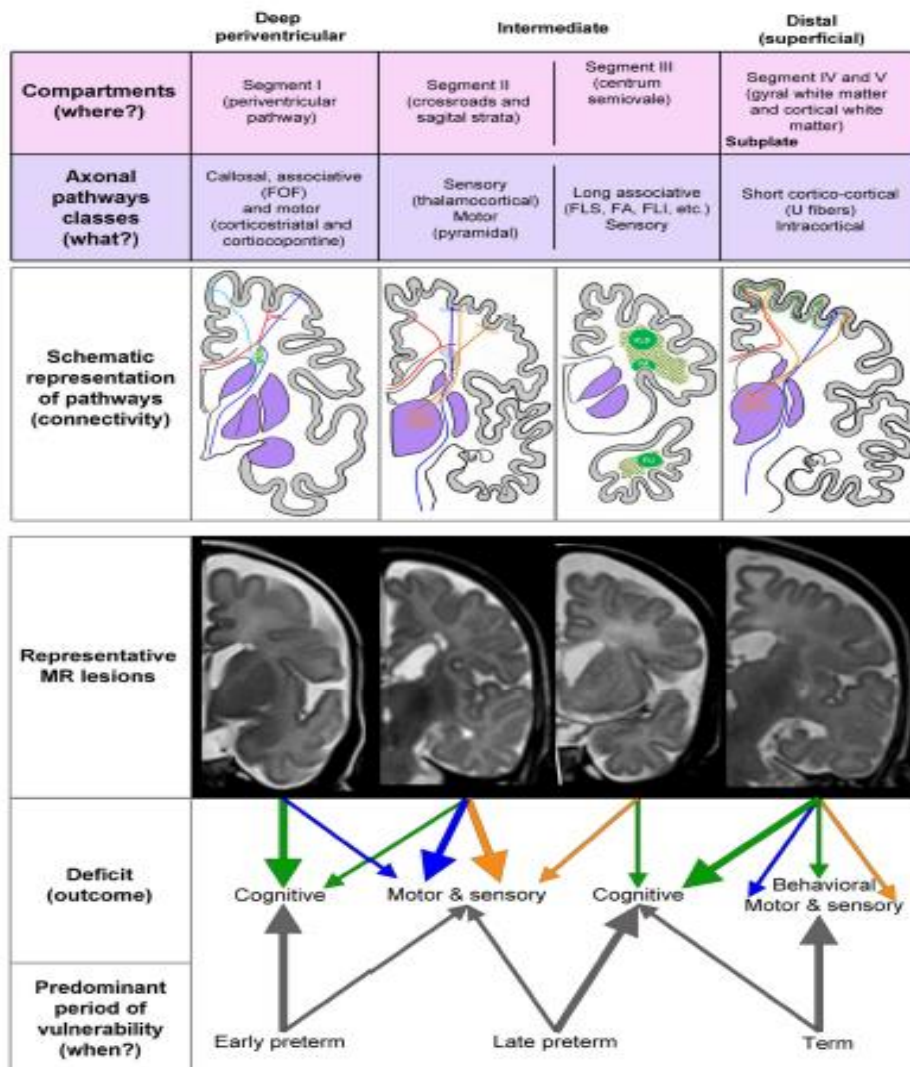 Deep
periventricular
Intermediate
Distal
(superficial)
Compartments
(where?)
Segment I
(periventricular
pathway)
Segment II
(crossroads and
sagital strata)
Segment III
(centrum
semiovale)
Segment IV and V
(gyral white matter
and cortical white
matter)
Subplate
Axonal
pathways
classes
(what?)
Callosal, associative
(FOF)
and motor
(corticostriatal and
cortiocopontine)
Sensory
(thalamocortical)
Motor
(pyramidal)
Long associative
(FLS, FA, FLI, etc.)
Sensory
Short cortico-cortical
(U fibers)
Intracortical
Schematic
representation
of pathways
(connectivity)
Representative
MR lesions
Deficit
(outcome)
Cognitive
Motor & sensory
Cognitive
Behavioral
Motor & sensory
Predominant
period of
vulnerability
(when?)
Early preterm
Late preterm
Term